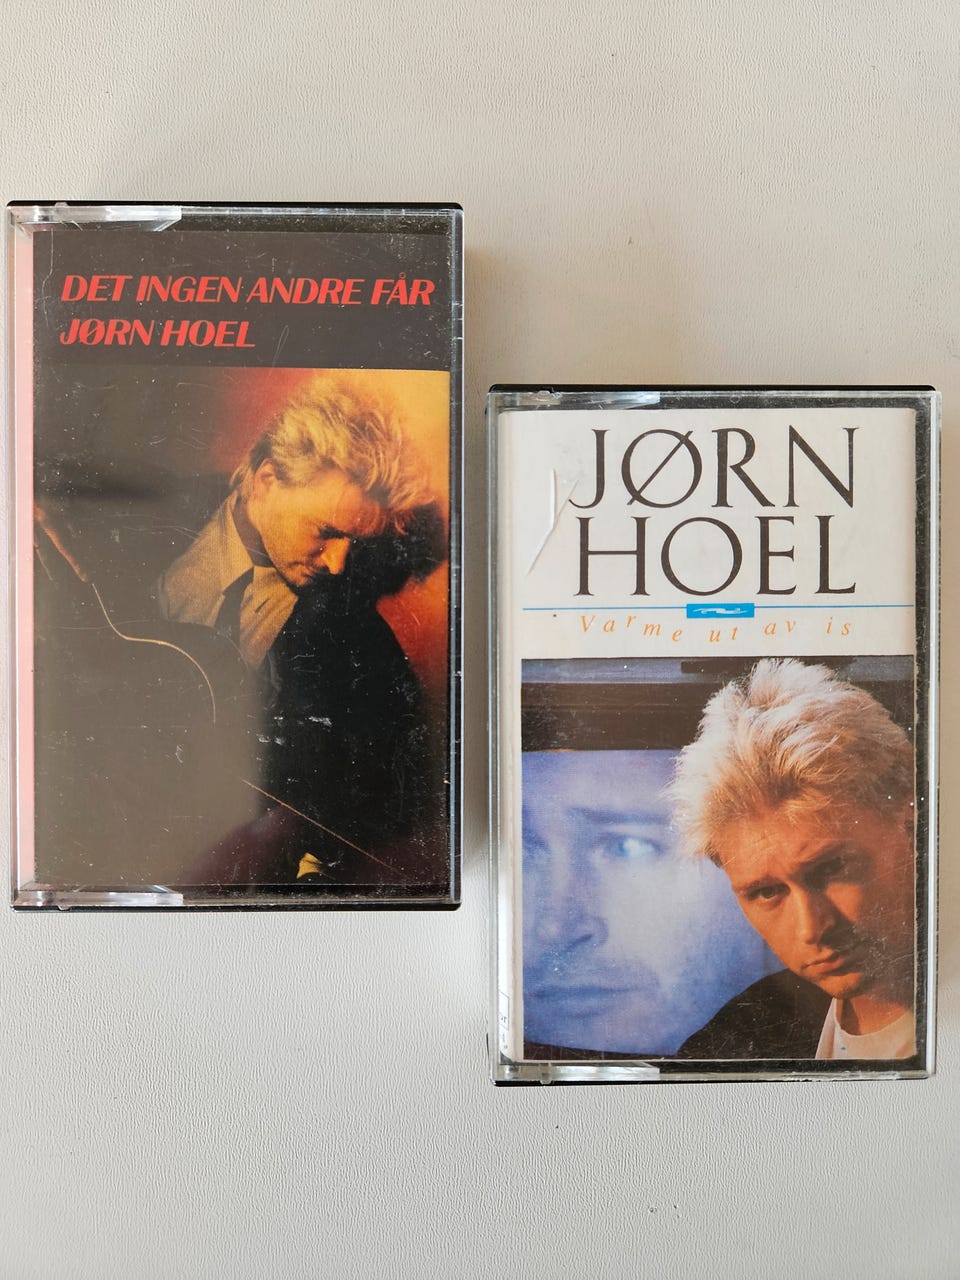 DET INGEN ANDRE FÅR
JØRN HOEL
JØRN
HOEL
Varme ut av is